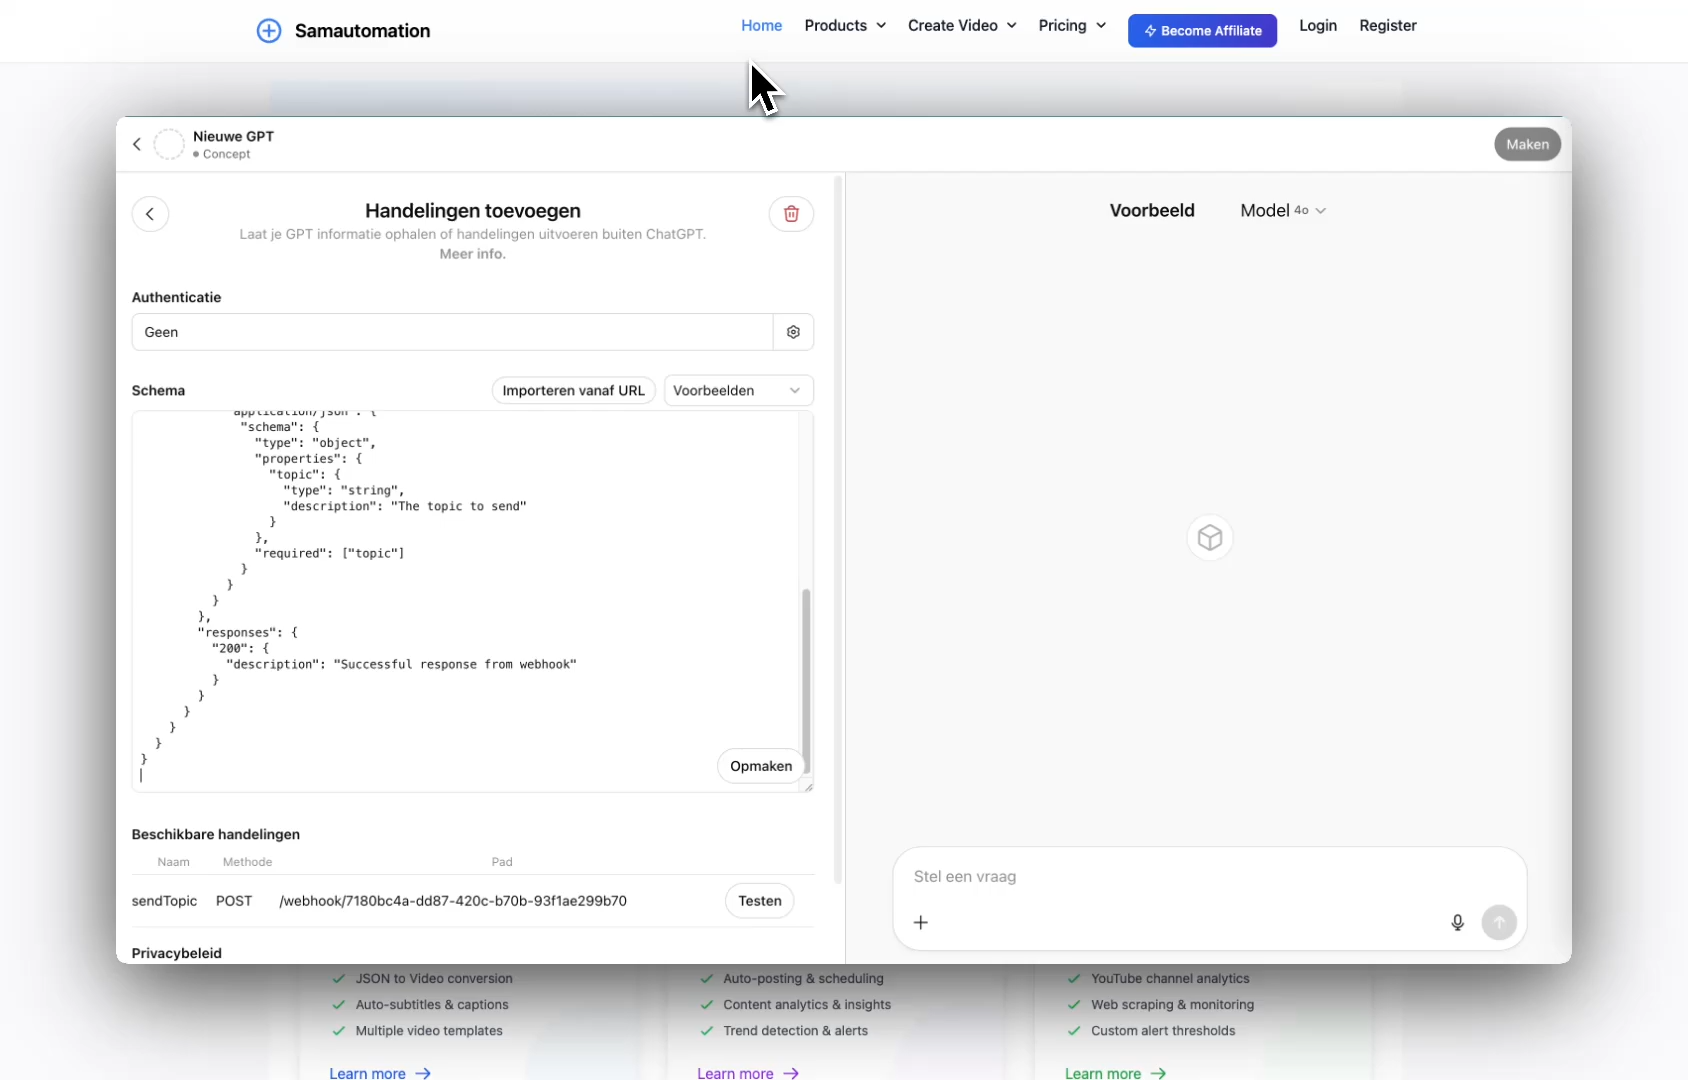 Samautomation
Home Products Create Video Pricing Become Affiliate Login Register
Nieuwe GPT
Concept
Maken
Handelingen toevoegen
Laat je GPT informatie ophalen of handelingen uitvoeren buiten ChatGPT.
Meer info.
Voorbeeld Model 4o
Authenticatie
Geen
Schema
Importeren vanaf URL
Voorbeelden
application/json": {
"schema": {
"type": "object",
"properties": {
"topic": {
"type": "string",
"description": "The topic to send"
}
},
"required": ["topic"]
}
}
}
},
"responses": {
"200": {
"description": "Successful response from webhook"
}
}
}
}
}
}
Opmaken
Beschikbare handelingen
Naam Methode Pad
sendTopic POST /webhook/7180bc4a-dd87-420c-b70b-93f1ae299b70 Testen
Privacybeleid
Stel een vraag
JSON to Video conversion
Auto-subtitles & captions
Multiple video templates
Learn more
Auto-posting & scheduling
Content analytics & insights
Trend detection & alerts
Learn more
YouTube channel analytics
Web scraping & monitoring
Custom alert thresholds
Learn more